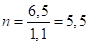 n = 6,5 / 1,1 = 5,5